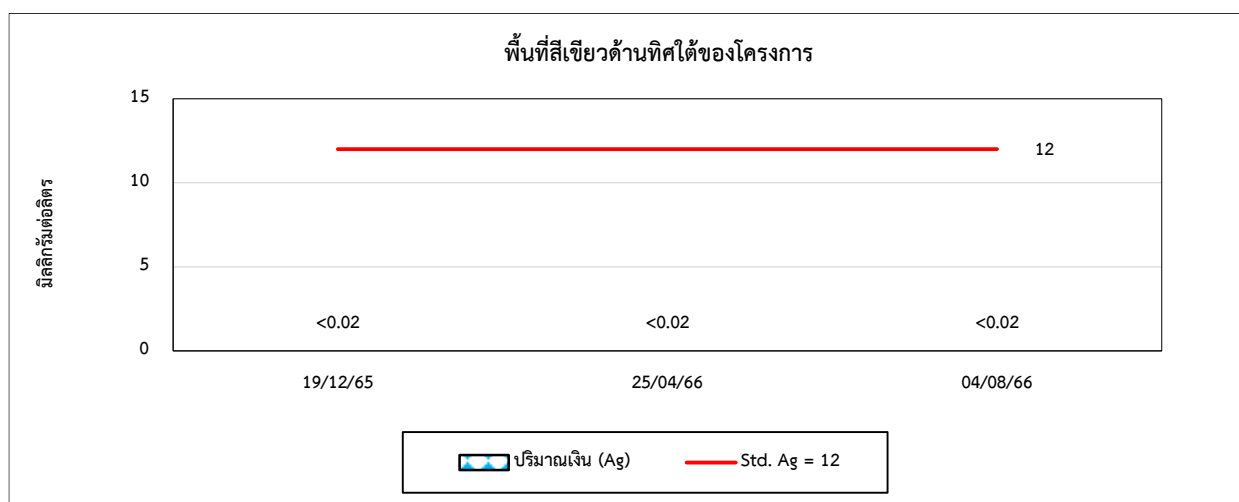 พื้นที่สีเขียวด้านทิศใต้ของโครงการ
มิลลิกรัมต่อลิตร
15
12
10
5
<0.02 <0.02 <0.02
0
19/12/65 25/04/66 04/08/66
ปริมาณเงิน (Ag) Std. Ag = 12